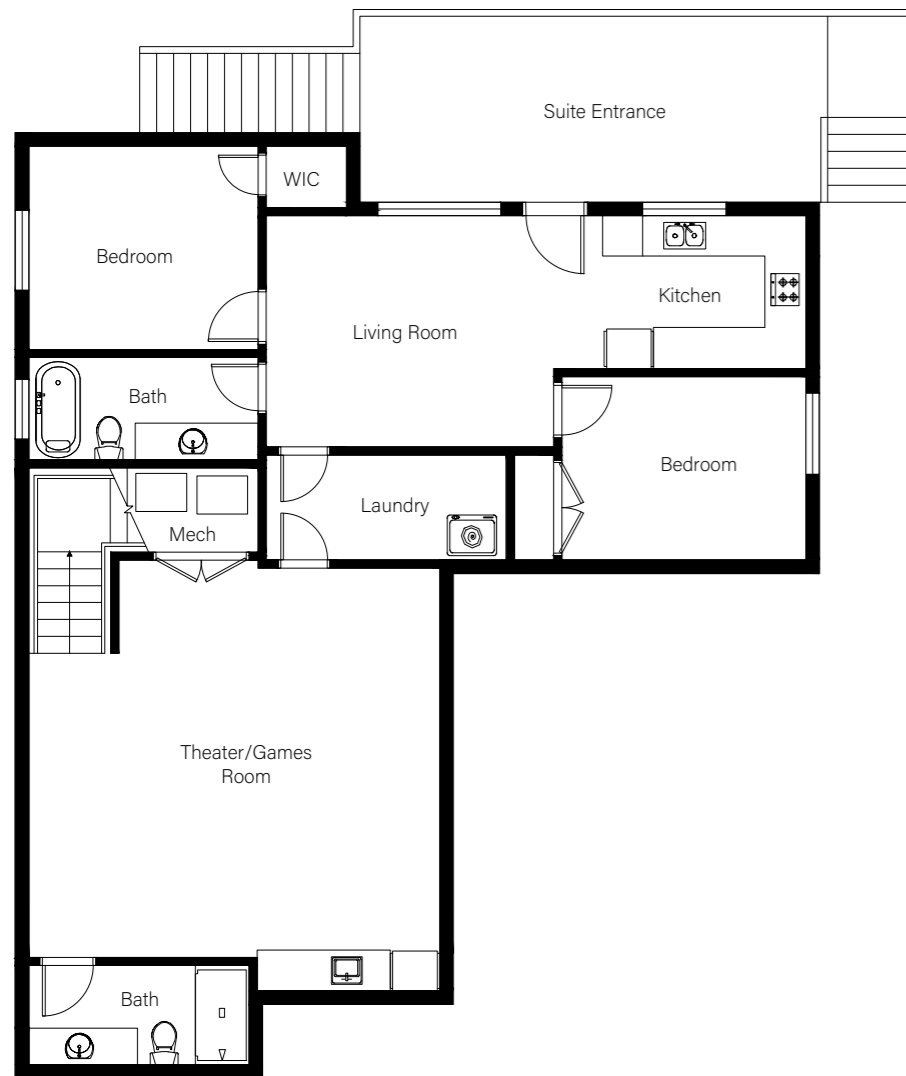 Suite Entrance
WIC
Bedroom
Kitchen
Living Room
Bath
Bedroom
Laundry
Mech
Theater/Games
Room
Bath